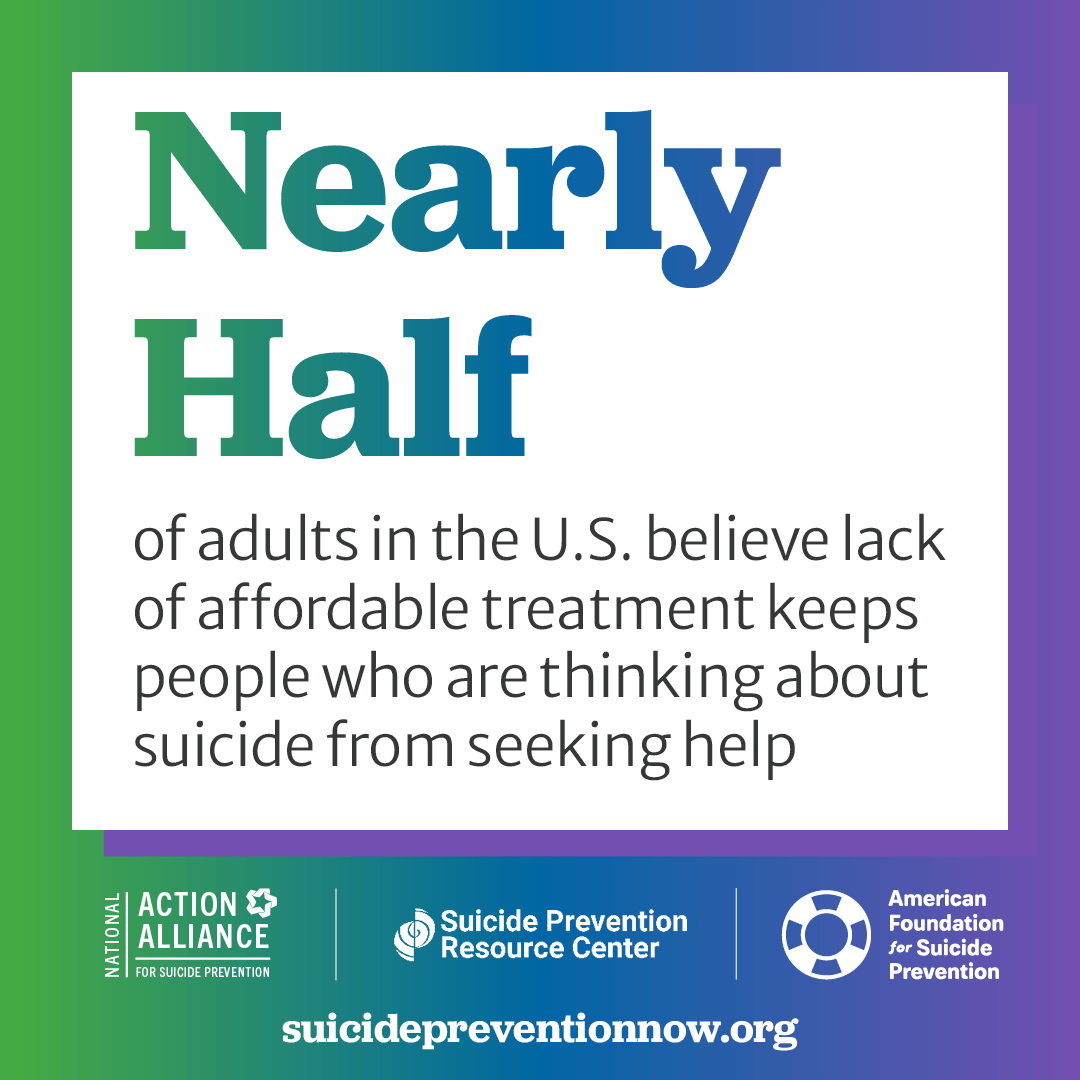 Nearly
Half
of adults in the U.S. believe lack
of affordable treatment keeps
people who are thinking about
suicide from seeking help
NATIONAL
ACTION
ALLIANCE
FOR SUICIDE PREVENTION
Suicide Prevention
Resource Center
American
Foundation
for Suicide
Prevention
suicidepreventionnow.org